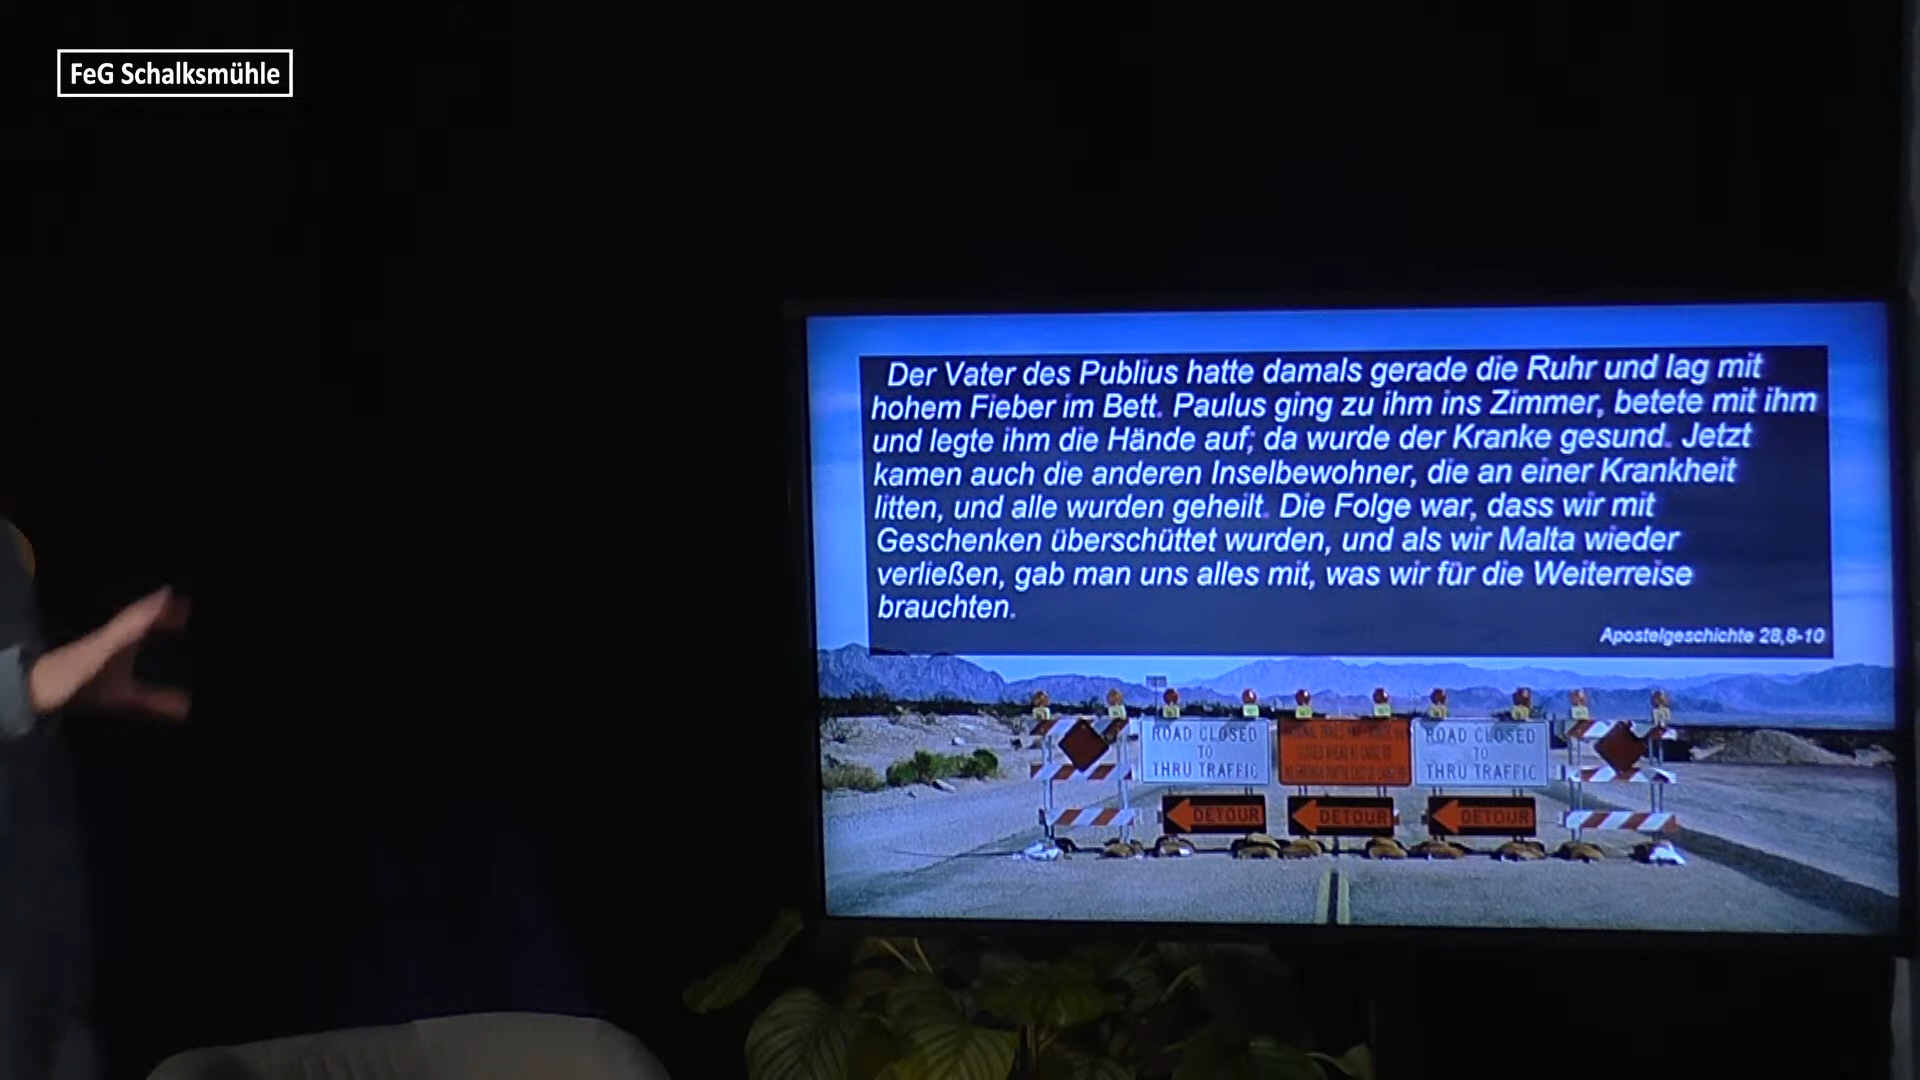 FeG Schalksmühle
Der Vater des Publius hatte damals gerade die Ruhr und lag mit
hohem Fieber im Bett. Paulus ging zu ihm ins Zimmer, betete mit ihm
und legte ihm die Hände auf; da wurde der Kranke gesund. Jetzt
kamen auch die anderen Inselbewohner, die an einer Krankheit
litten, und alle wurden geheilt. Die Folge war, dass wir mit
Geschenken überschüttet wurden, und als wir Malta wieder
verließen, gab man uns alles mit, was wir für die Weiterreise
brauchten.
Apostelgeschichte 28,8-10
ROAD CLOSED
TO
THRU TRAFFIC
ROAD CLOSED
TO
THRU TRAFFIC
DETOUR
DETOUR
DETOUR